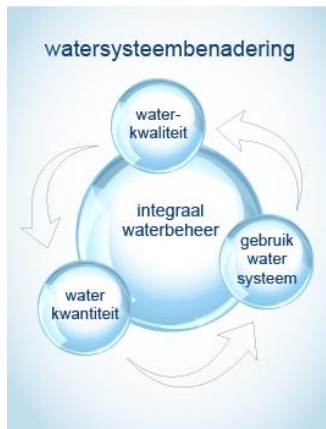 watersysteembenadering
water-
kwaliteit
integraal
waterbeheer
gebruik
water
systeem
water
kwantiteit